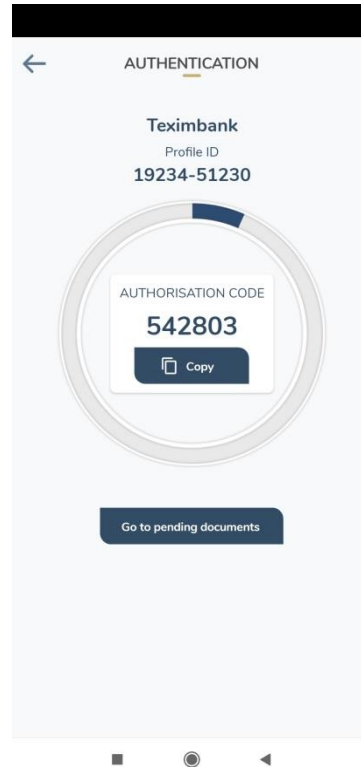 AUTHENTICATION
Teximbank
Profile ID
19234-51230
AUTHORISATION CODE
542803
Copy
Go to pending documents